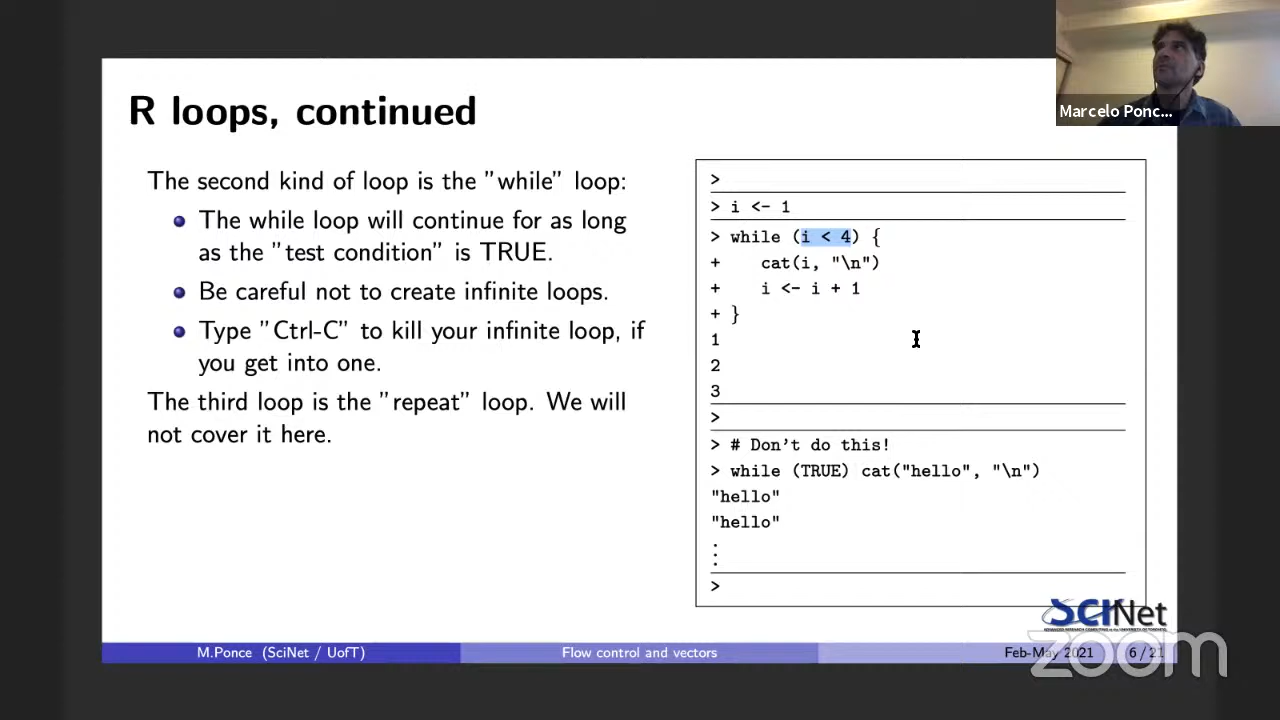 R loops, continued
Marcelo Ponc...
The second kind of loop is the "while" loop:
The while loop will continue for as long
as the "test condition" is TRUE.
Be careful not to create infinite loops.
Type "Ctrl-C" to kill your infinite loop, if
you get into one.
The third loop is the "repeat" loop. We will
not cover it here.
>
> i <- 1
> while (i < 4) {
+ cat(i, "\n")
+ i <- i + 1
+ }
1
2
3
>
> # Don't do this!
> while (TRUE) cat("hello", "\n")
"hello"
"hello"
⋮
>
SCINet
zoom
M.Ponce (SciNet / UofT)
Flow control and vectors
Feb-May 2021
6 / 21